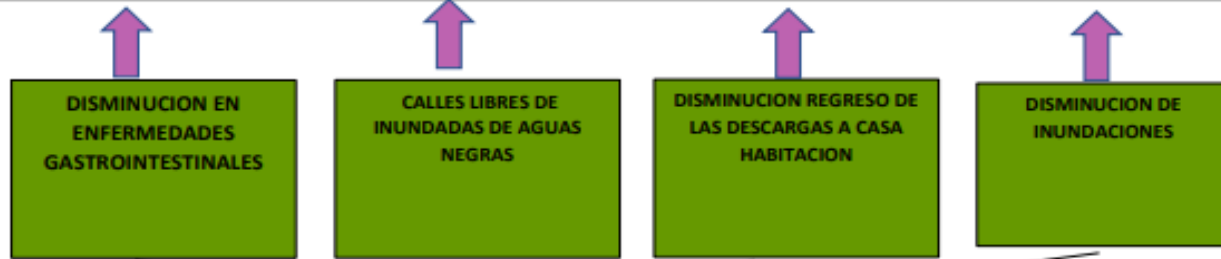 DISMINUCION EN
ENFERMEDADES
GASTROINTESTINALES
CALLES LIBRES DE
INUNDADAS DE AGUAS
NEGRAS
DISMINUCION REGRESO DE
LAS DESCARGAS A CASA
HABITACION
DISMINUCION DE
INUNDACIONES